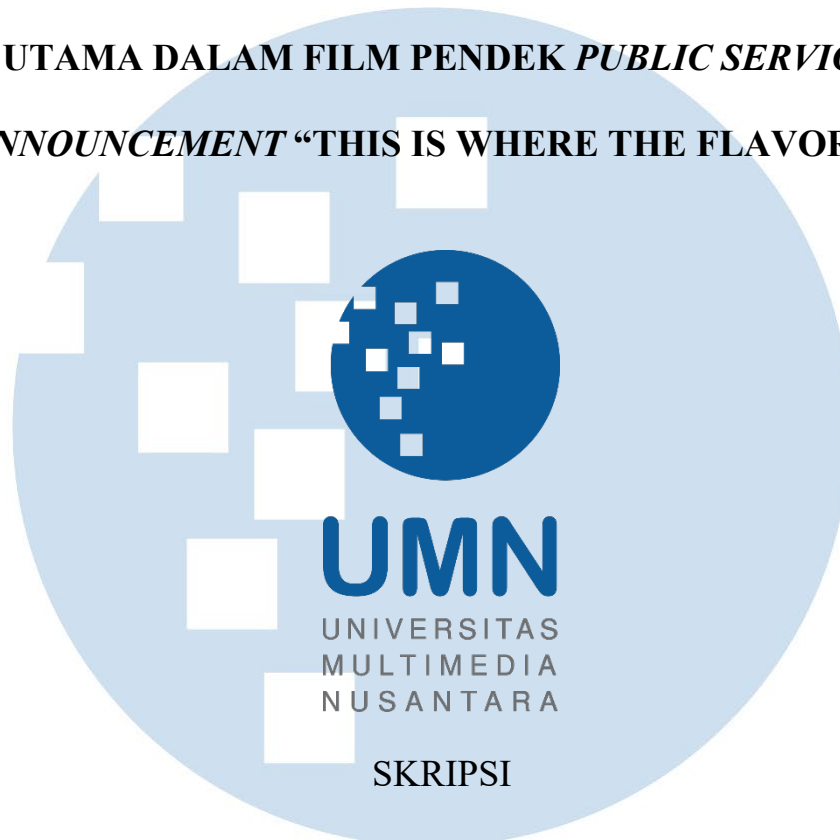 UTAMA DALAM FILM PENDEK PUBLIC SERVIC
NNOUNCEMENT “THIS IS WHERE THE FLAVOR
UMN
UNIVERSITAS
MULTIMEDIA
NUSANTARA
SKRIPSI